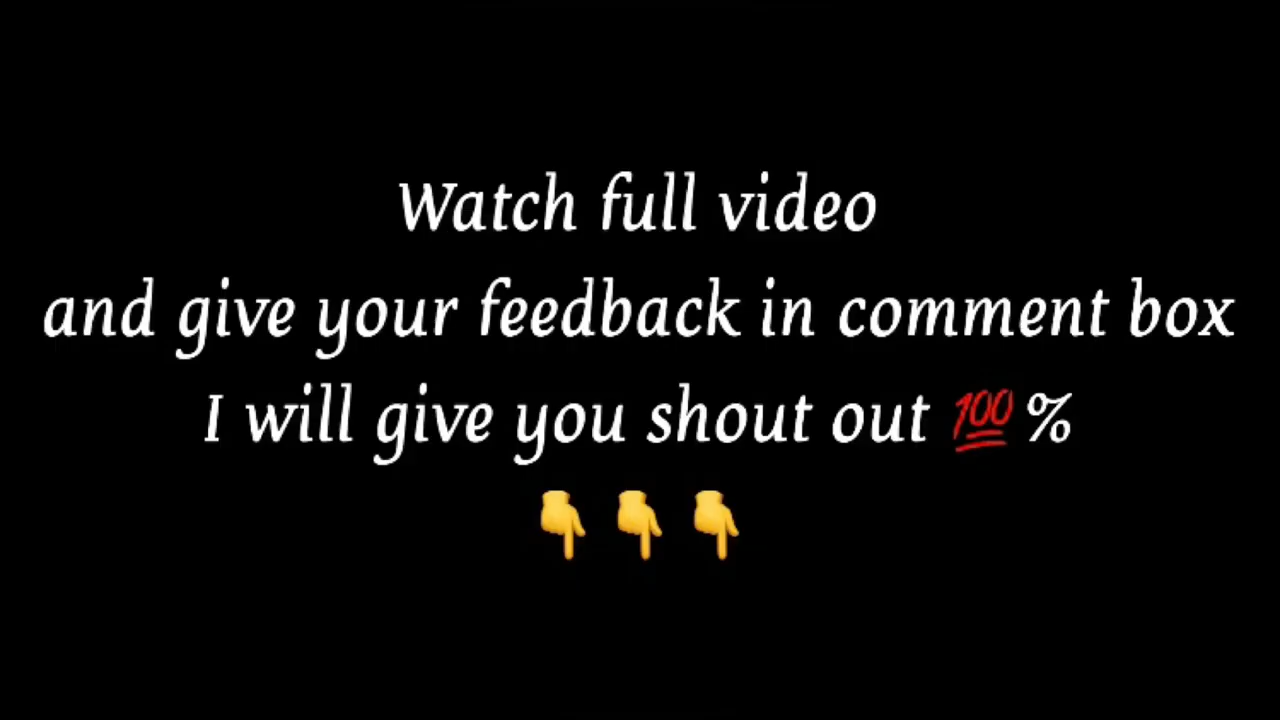 Watch full video
and give your feedback in comment box
I will give you shout out 💯%
👇👇👇